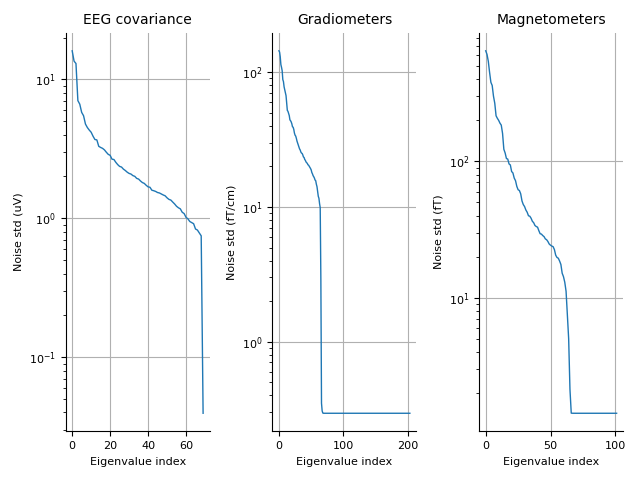 EEG covariance
Gradiometers
Magnetometers
Noise std (uV)
10¹
10⁰
10⁻¹
0
20
40
60
Eigenvalue index
Noise std (fT/cm)
10²
10¹
10⁰
0
100
200
Eigenvalue index
Noise std (fT)
10²
10¹
0
50
100
Eigenvalue index